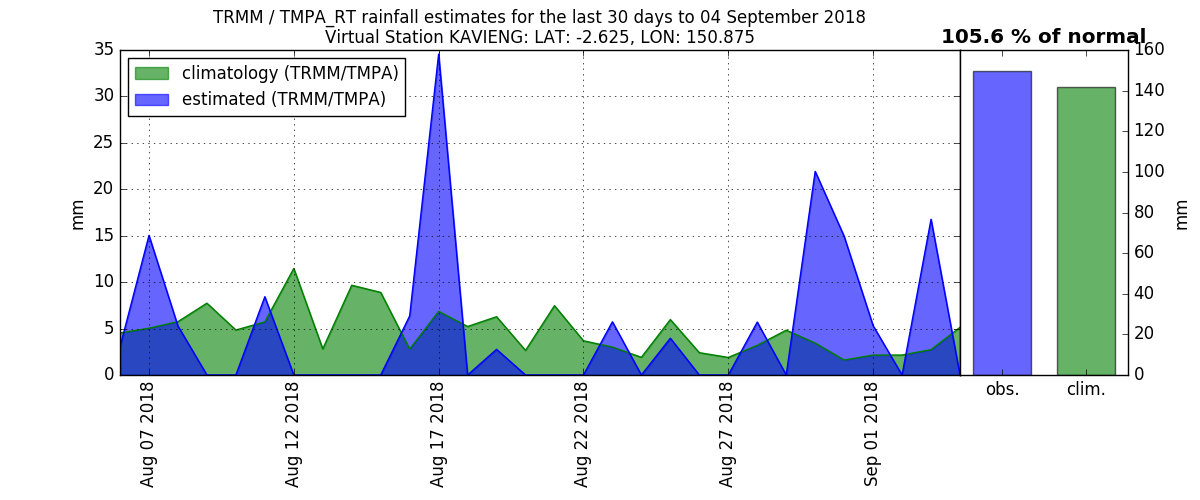 TRMM / TMPA_RT rainfall estimates for the last 30 days to 04 September 2018
Virtual Station KAVIENG: LAT: -2.625, LON: 150.875
105.6 % of normal
climatology (TRMM/TMPA)
estimated (TRMM/TMPA)
mm
35
30
25
20
15
10
5
0
Aug 07 2018
Aug 12 2018
Aug 17 2018
Aug 22 2018
Aug 27 2018
Sep 01 2018
obs.
clim.
160
140
120
100
80
60
40
20
0
mm